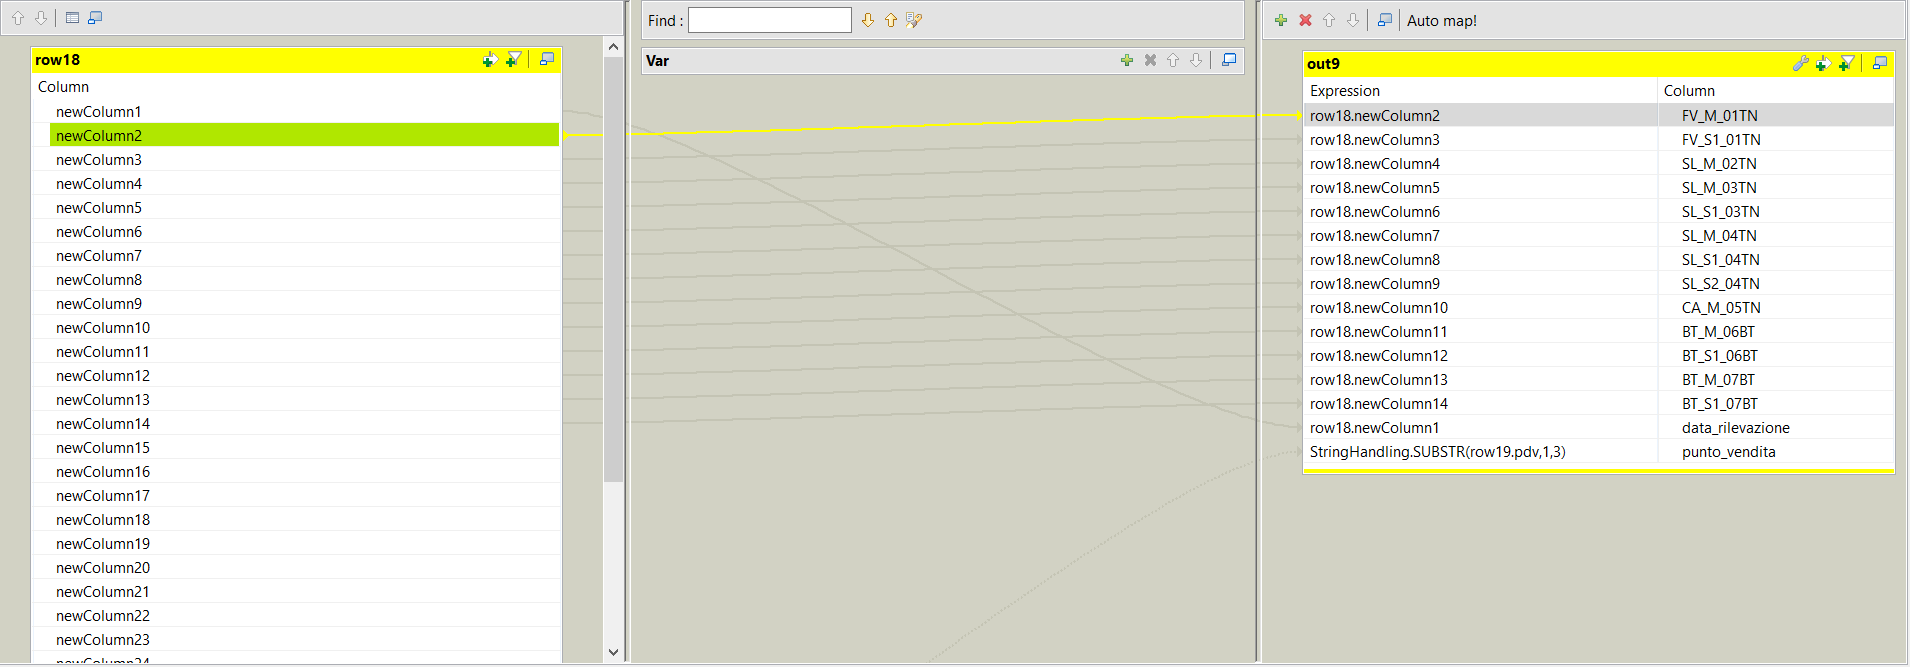 row18
Column
newColumn1
newColumn2
newColumn3
newColumn4
newColumn5
newColumn6
newColumn7
newColumn8
newColumn9
newColumn10
newColumn11
newColumn12
newColumn13
newColumn14
newColumn15
newColumn16
newColumn17
newColumn18
newColumn19
newColumn20
newColumn21
newColumn22
newColumn23
newColumn24
Find :
Var
Auto map!
out9
Expression Column
row18.newColumn2 FV_M_01TN
row18.newColumn3 FV_S1_01TN
row18.newColumn4 SL_M_02TN
row18.newColumn5 SL_M_03TN
row18.newColumn6 SL_S1_03TN
row18.newColumn7 SL_M_04TN
row18.newColumn8 SL_S1_04TN
row18.newColumn9 SL_S2_04TN
row18.newColumn10 CA_M_05TN
row18.newColumn11 BT_M_06BT
row18.newColumn12 BT_S1_06BT
row18.newColumn13 BT_M_07BT
row18.newColumn14 BT_S1_07BT
row18.newColumn1 data_rilevazione
StringHandling.SUBSTR(row19.pdv,1,3) punto_vendita